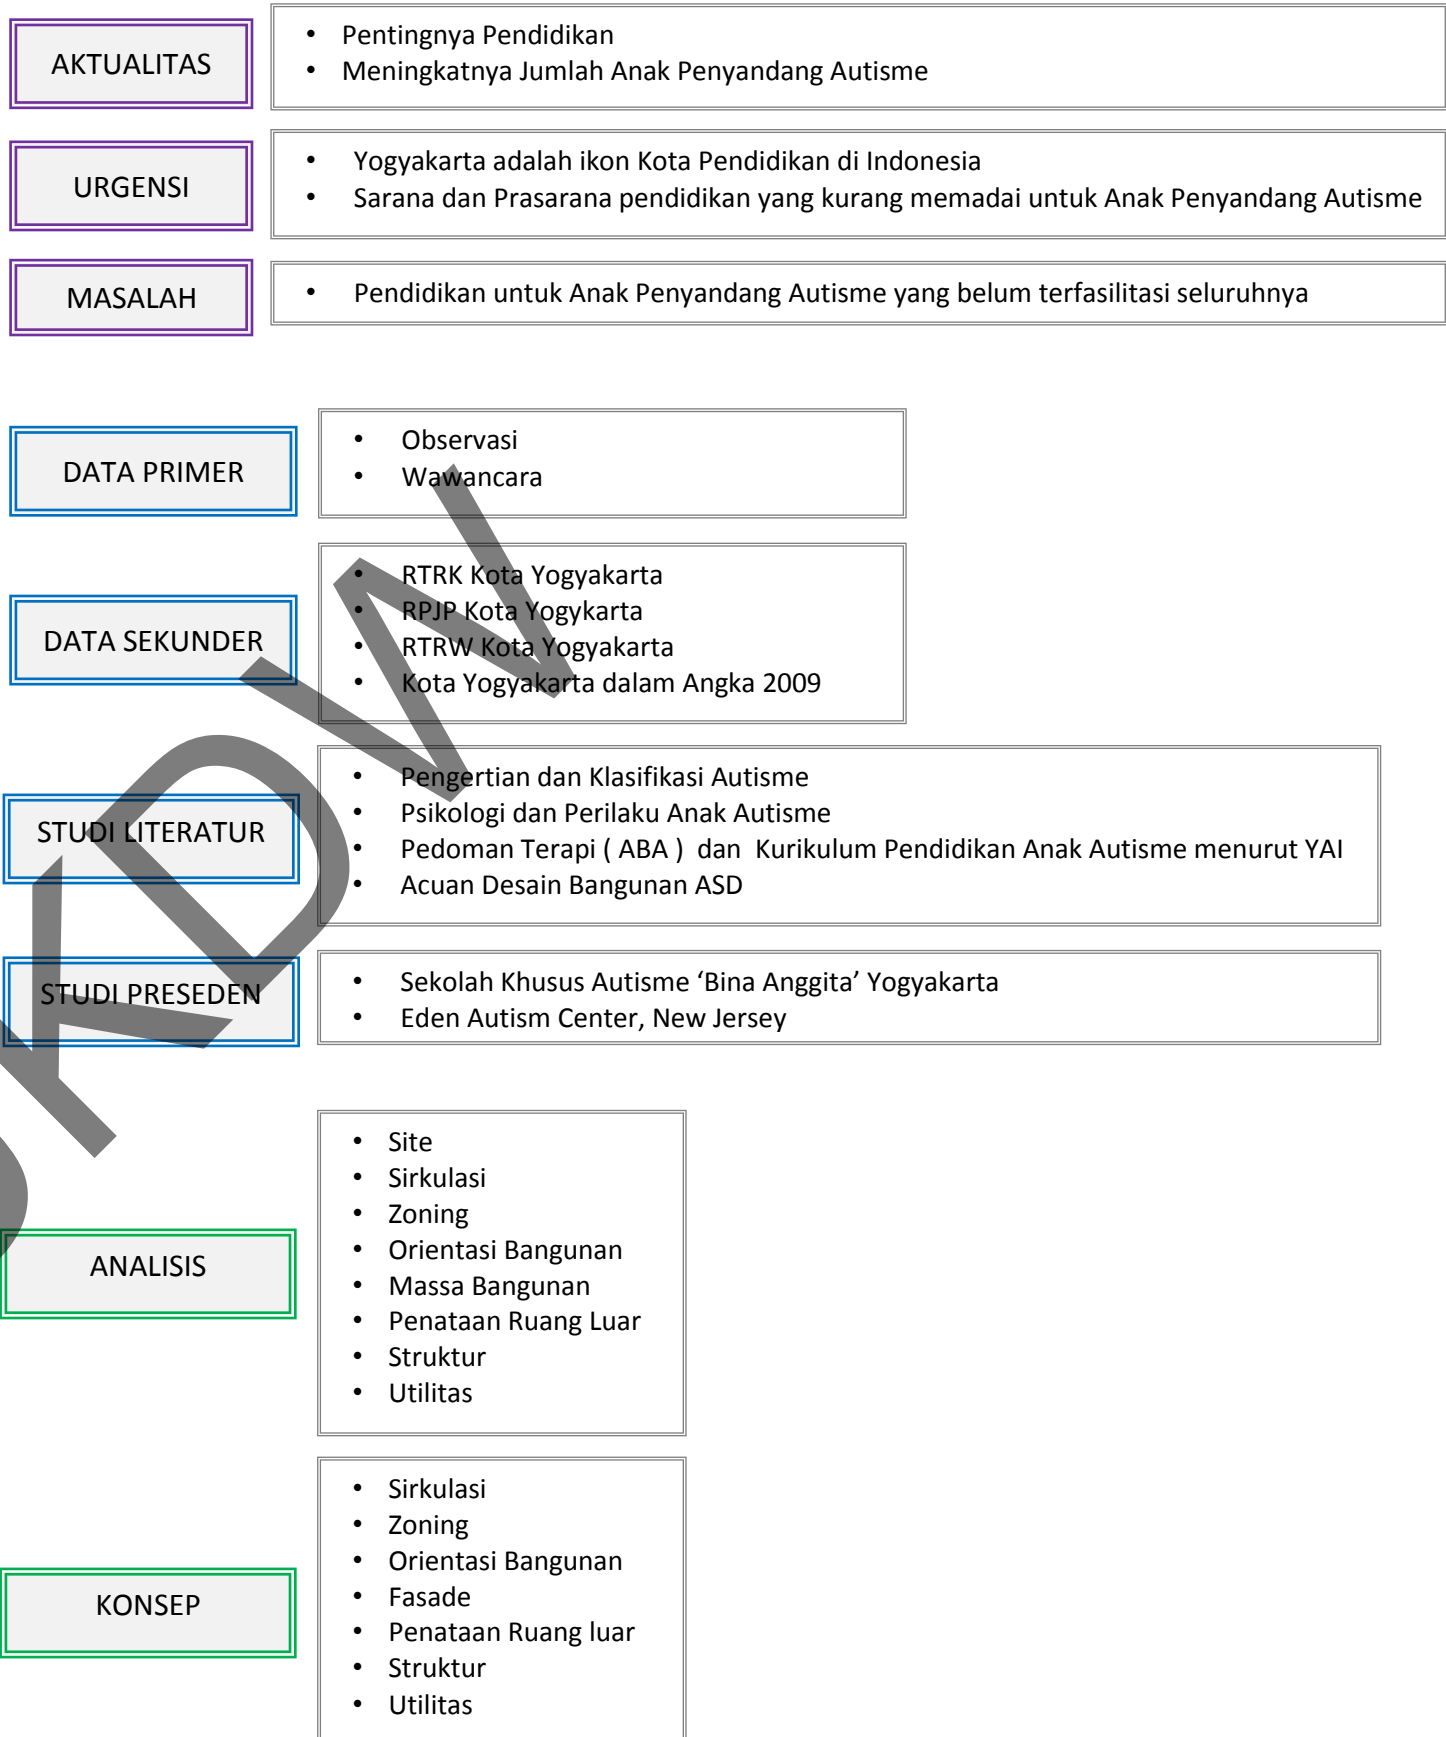 AKTUALITAS
• Pentingnya Pendidikan
• Meningkatnya Jumlah Anak Penyandang Autisme
URGENSI
• Yogyakarta adalah ikon Kota Pendidikan di Indonesia
• Sarana dan Prasarana pendidikan yang kurang memadai untuk Anak Penyandang Autisme
MASALAH
• Pendidikan untuk Anak Penyandang Autisme yang belum terfasilitasi seluruhnya
DATA PRIMER
• Observasi
• Wawancara
DATA SEKUNDER
• RTRK Kota Yogyakarta
• RPJP Kota Yogykarta
• RTRW Kota Yogyakarta
• Kota Yogyakarta dalam Angka 2009
STUDI LITERATUR
• Pengertian dan Klasifikasi Autisme
• Psikologi dan Perilaku Anak Autisme
• Pedoman Terapi ( ABA ) dan Kurikulum Pendidikan Anak Autisme menurut YAI
• Acuan Desain Bangunan ASD
STUDI PRESEDEN
• Sekolah Khusus Autisme ‘Bina Anggita’ Yogyakarta
• Eden Autism Center, New Jersey
ANALISIS
• Site
• Sirkulasi
• Zoning
• Orientasi Bangunan
• Massa Bangunan
• Penataan Ruang Luar
• Struktur
• Utilitas
KONSEP
• Sirkulasi
• Zoning
• Orientasi Bangunan
• Fasade
• Penataan Ruang luar
• Struktur
• Utilitas
KDW